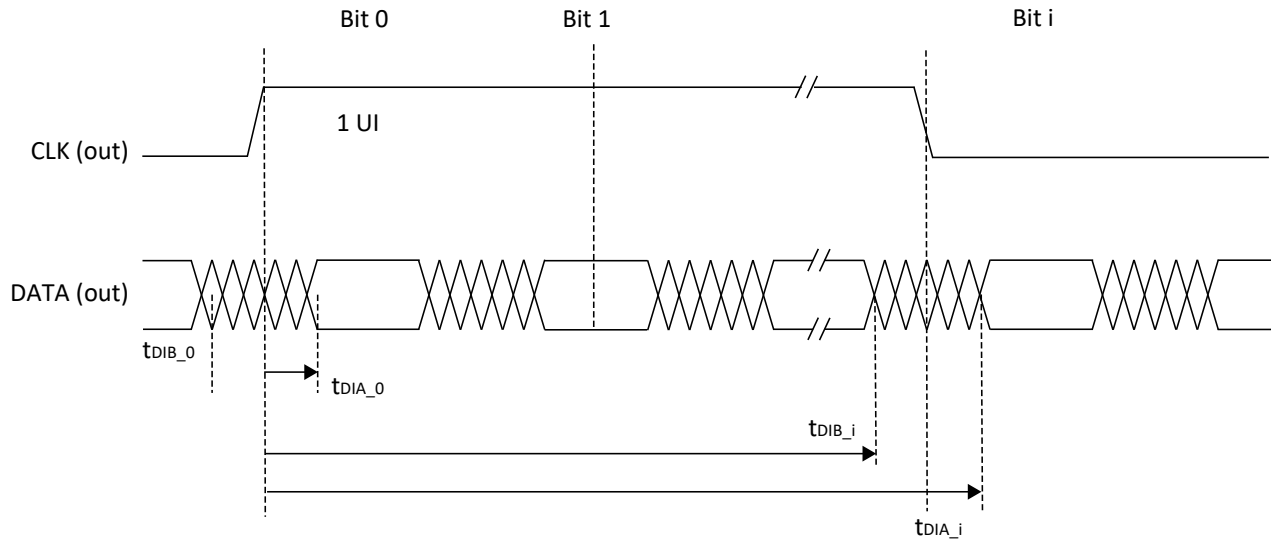 Bit 0 Bit 1 Bit i
1 UI
CLK (out)
DATA (out)
tDIB_0
tDIA_0
tDIB_i
tDIA_i